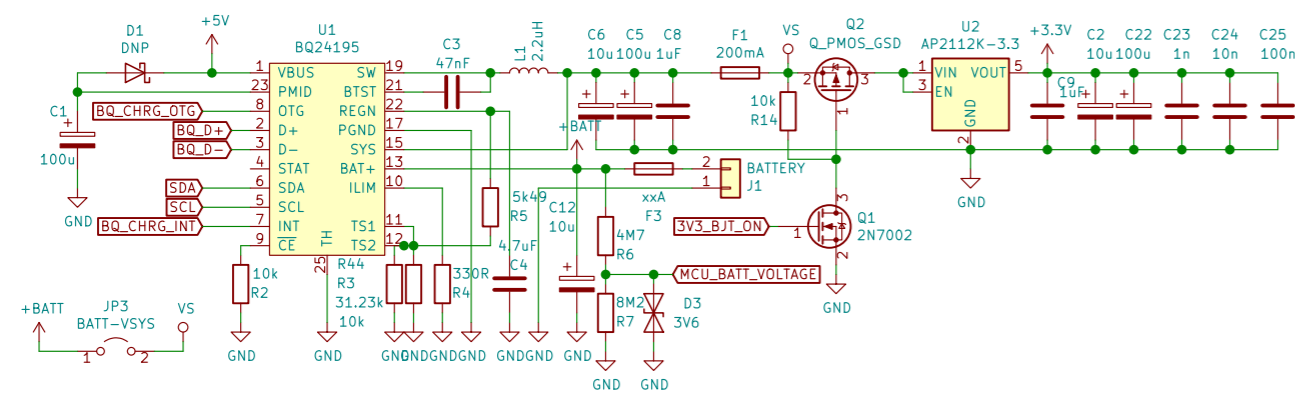 D1
DNP
+5V
U1
BQ24195
C3
47nF
L1
2.2uH
C6
10u
C5
100u
C8
1uF
F1
200mA
VS
Q2
Q_PMOS_GSD
U2
AP2112K-3.3
+3.3V
C2
10u
C22
100u
C23
1n
C24
10n
C25
100n
1
VBUS
23
PMID
8
OTG
2
D+
3
D-
4
STAT
6
SDA
5
SCL
7
INT
9
CE
SW
19
BTST
21
REGN
22
PGND
17
SYS
15
BAT+
13
ILIM
10
TS1
11
TS2
12
TH
25
C1
100u
GND
BQ_CHRG_OTG
BQ_D+
BQ_D-
SDA
SCL
BQ_CHRG_INT
10k
R2
GND
GND
R44
R3
31.23k
10k
GND
GND
330R
R4
GND
GND
5k49
R5
4.7uF
C4
GND
GND
+BATT
C12
10u
GND
xxA
F3
2
1
BATTERY
J1
4M7
R6
8M2
R7
GND
MCU_BATT_VOLTAGE
D3
3V6
GND
10k
R14
2
3
1
3V3_BJT_ON
1
3
2
Q1
2N7002
GND
1
VIN
3
EN
VOUT
5
GND
2
GND
C9
1uF
+BATT
JP3
BATT-VSYS
VS
1
2